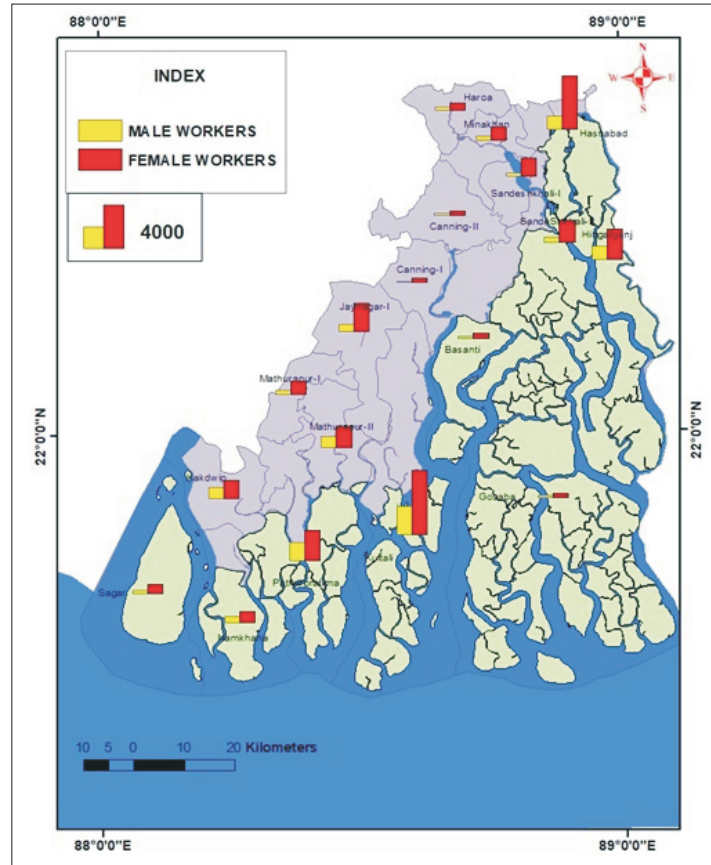 88°0'0"E 89°0'0"E
INDEX
MALE WORKERS
FEMALE WORKERS
4000
N
W E
S
Haroa
Minakhan
Hasnabad
Sandeshkhali-I
Canning-II
Hingalganj
Canning-I
Jaynagar-I
Basanti
Mathurapur-I
Mathurapur-II
22°0'0"N 22°0'0"N
Kakdwip
Gosaba
Sagar
Namkhana
10 5 0 10 20 Kilometers
88°0'0"E 89°0'0"E